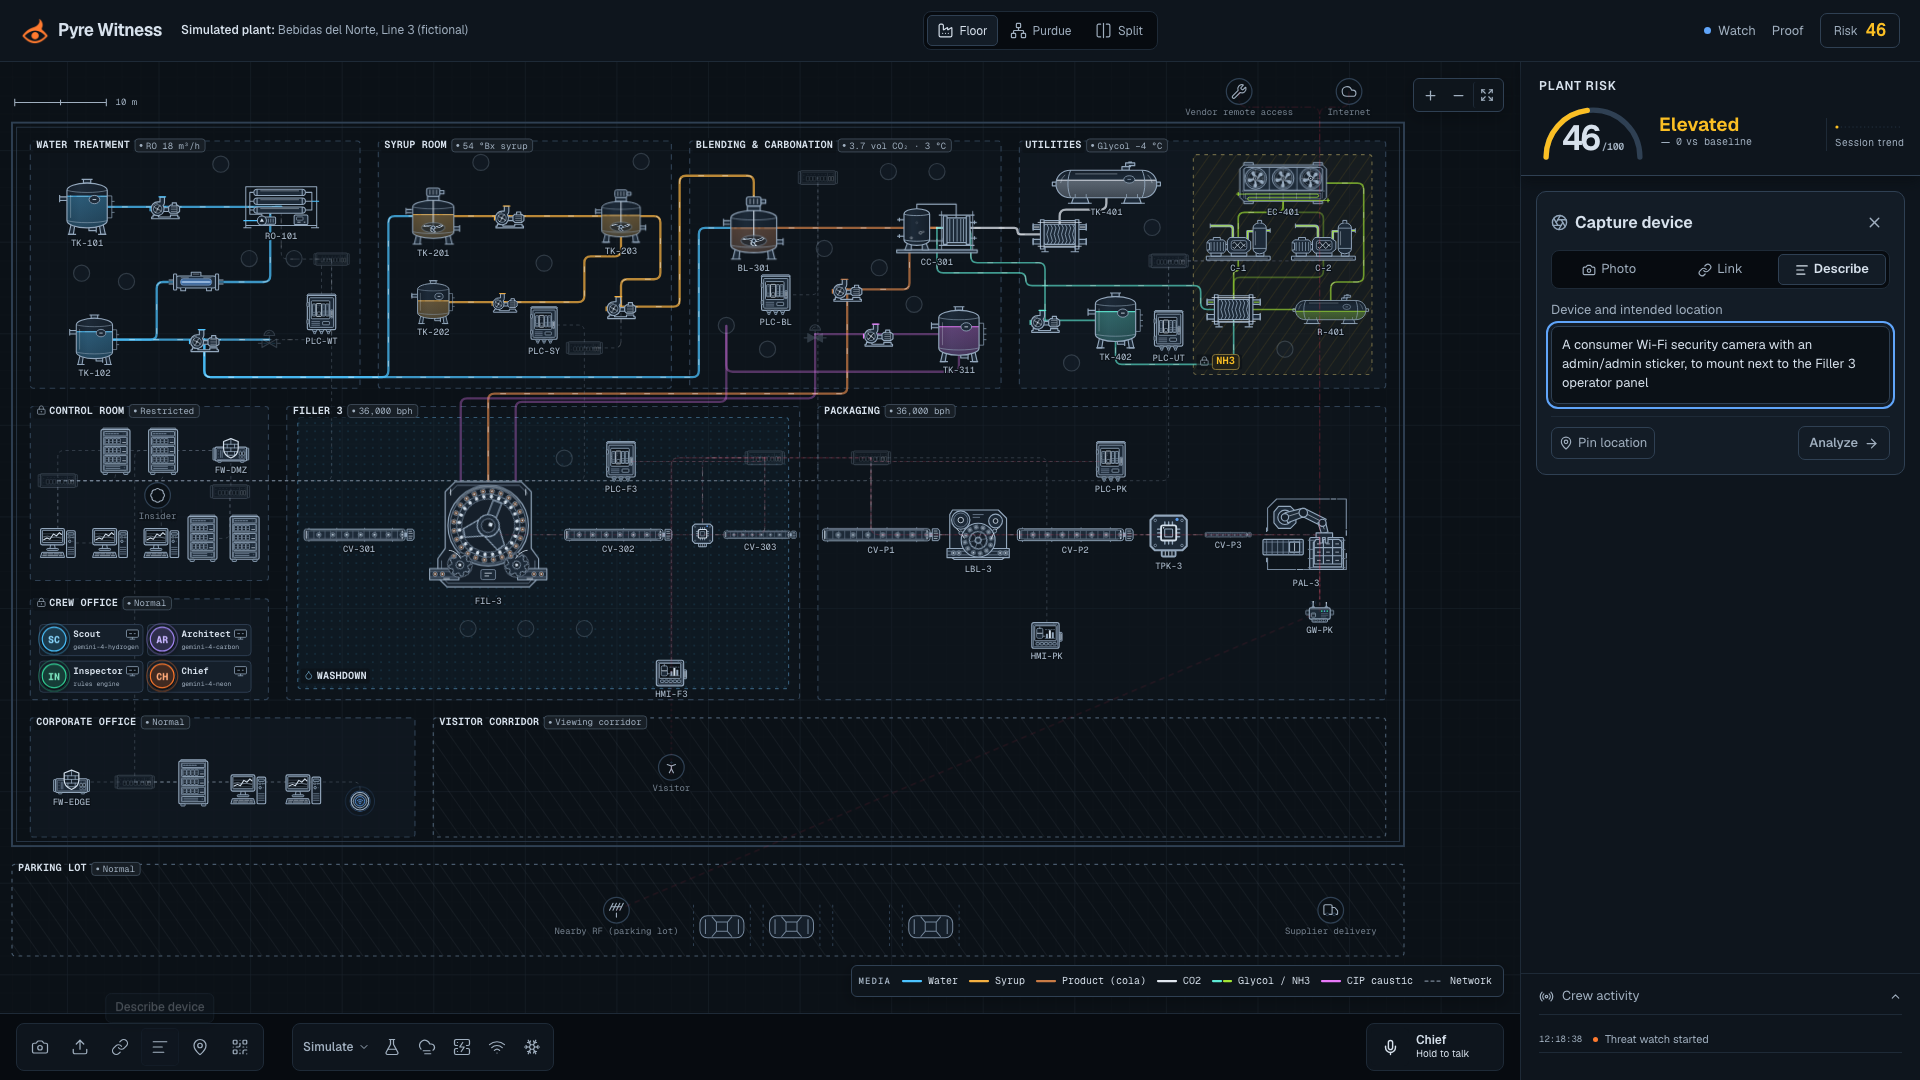 Pyre Witness
Simulated plant: Bebidas del Norte, Line 3 (fictional)
Floor
Purdue
Split
Watch
Proof
Risk 46
10 m
Vendor remote access
Internet
WATER TREATMENT
RO 18 m³/h
SYRUP ROOM
54 °Bx syrup
BLENDING & CARBONATION
3.7 vol CO₂ · 3 °C
UTILITIES
Glycol −4 °C
TK-101
RO-101
TK-102
PLC-WT
TK-201
TK-203
TK-202
PLC-SY
BL-301
CC-301
PLC-BL
TK-311
TK-401
EC-401
C-1
C-2
R-401
TK-402
PLC-UT
NH3
CONTROL ROOM
Restricted
FW-DMZ
Insider
FILLER 3
36,000 bph
PLC-F3
CV-301
CV-302
CV-303
FIL-3
WASHDOWN
HMI-F3
PACKAGING
36,000 bph
PLC-PK
CV-P1
LBL-3
CV-P2
TPK-3
CV-P3
PAL-3
GW-PK
HMI-PK
CREW OFFICE
Normal
SC
Scout
gemini-4-hydrogen
AR
Architect
gemini-4-carbon
IN
Inspector
rules engine
CH
Chief
gemini-4-neon
CORPORATE OFFICE
Normal
FW-EDGE
VISITOR CORRIDOR
Viewing corridor
Visitor
PARKING LOT
Normal
Nearby RF (parking lot)
Supplier delivery
MEDIA
Water
Syrup
Product (cola)
CO2
Glycol / NH3
CIP caustic
Network
Describe device
Simulate
Chief
Hold to talk
PLANT RISK
46/100
Elevated
— 0 vs baseline
Session trend
Capture device
Photo
Link
Describe
Device and intended location
A consumer Wi-Fi security camera with an
admin/admin sticker, to mount next to the Filler 3
operator panel
Pin location
Analyze
Crew activity
12:18:38
Threat watch started